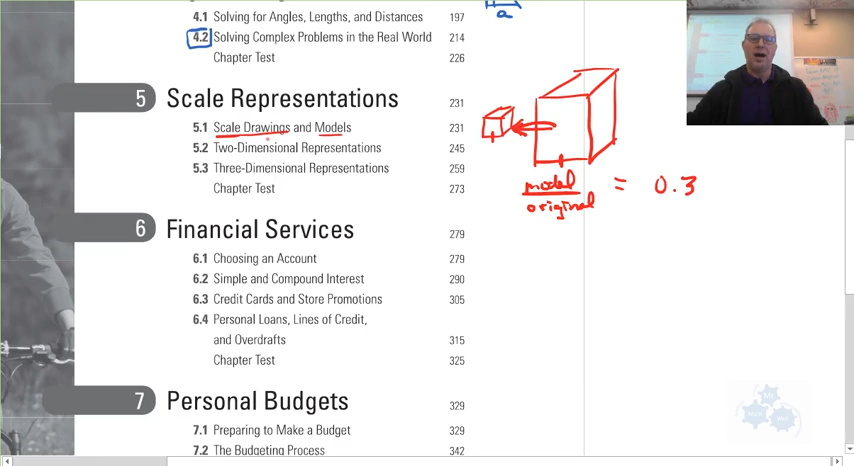 4.1 Solving for Angles, Lengths, and Distances 197
a
4.2 Solving Complex Problems in the Real World 214
Chapter Test 226
5 Scale Representations 231
5.1 Scale Drawings and Models 231
5.2 Two-Dimensional Representations 245
5.3 Three-Dimensional Representations 259
Chapter Test 273
model
original
= 0.3
6 Financial Services 279
6.1 Choosing an Account 279
6.2 Simple and Compound Interest 290
6.3 Credit Cards and Store Promotions 305
6.4 Personal Loans, Lines of Credit,
and Overdrafts 315
Chapter Test 325
7 Personal Budgets 329
7.1 Preparing to Make a Budget 329
7.2 The Budgeting Process 342